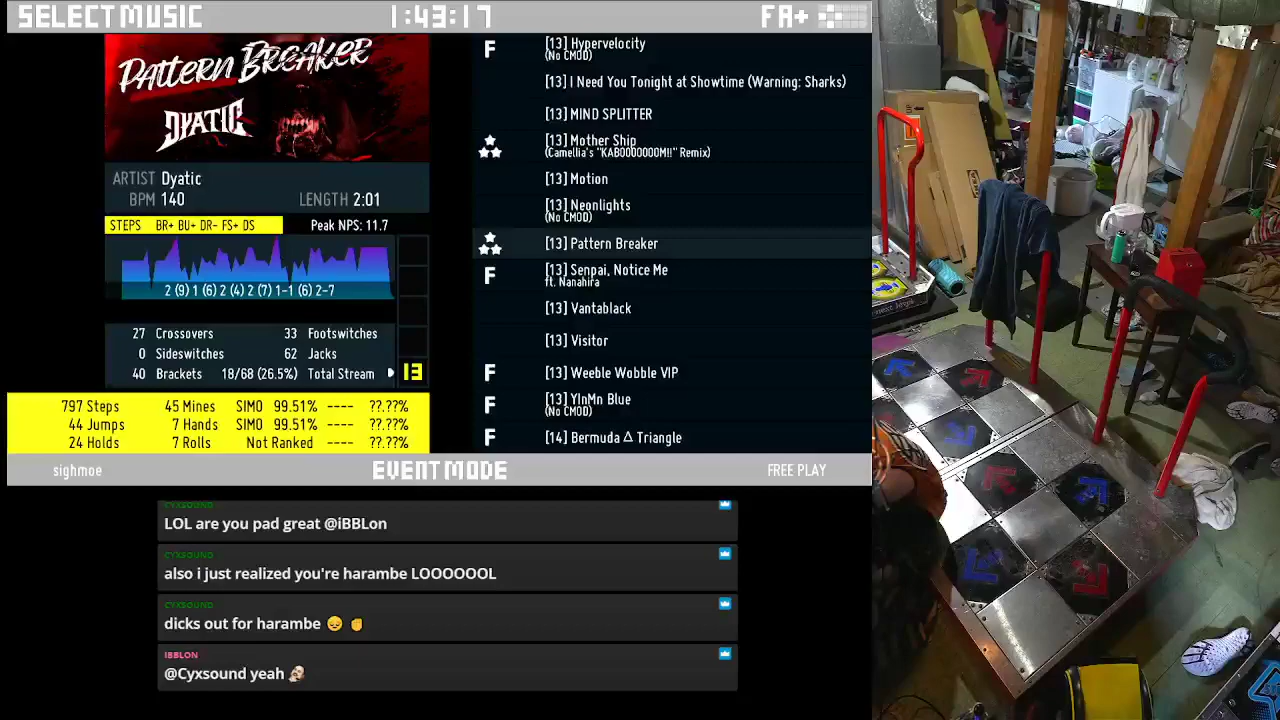 SELECT MUSIC
1:43:17
FA+
Pattern Breaker
DYATIC
ARTIST Dyatic
BPM 140 LENGTH 2:01
STEPS BR+ BU+ DR- FS+ DS Peak NPS: 11.7
2 (9) 1 (6) 2 (4) 2 (7) 1-1 (6) 2-7
27 Crossovers 33 Footswitches
0 Sideswitches 62 Jacks
40 Brackets 18/68 (26.5%) Total Stream
13
797 Steps 45 Mines SIMO 99.51% ---- ??.??%
44 Jumps 7 Hands SIMO 99.51% ---- ??.??%
24 Holds 7 Rolls Not Ranked ---- ??.??%
F [13] Hypervelocity
(No CMOD)
[13] I Need You Tonight at Showtime (Warning: Sharks)
[13] MIND SPLITTER
[13] Mother Ship
(Camellia's "KAB0000000M!!" Remix)
[13] Motion
[13] Neonlights
(No CMOD)
[13] Pattern Breaker
F [13] Senpai, Notice Me
ft. Nanahira
[13] Vantablack
[13] Visitor
F [13] Weeble Wobble VIP
F [13] YInMn Blue
(No CMOD)
F [14] Bermuda △ Triangle
sighmoe
EVENT MODE
FREE PLAY
CYXSOUND
LOL are you pad great @iBBLon
CYXSOUND
also i just realized you're harambe LOOOOOOL
CYXSOUND
dicks out for harambe 😔 ✊
IBBLON
@Cyxsound yeah